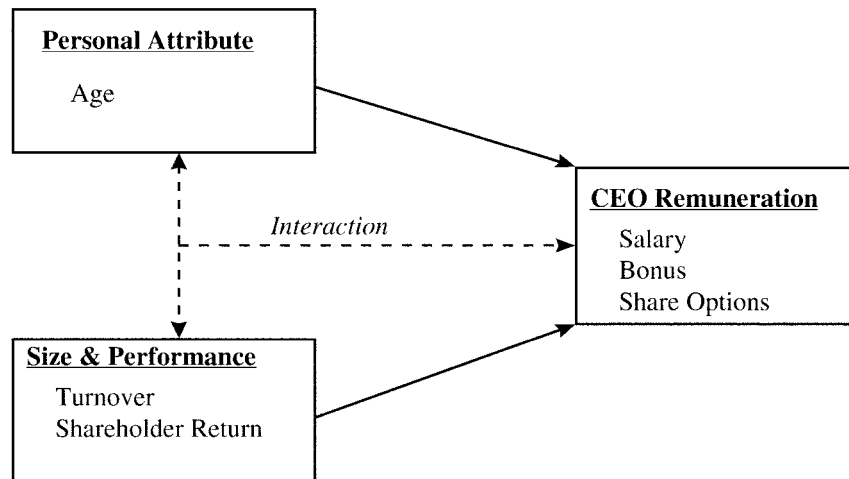 Personal Attribute
Age
Interaction
CEO Remuneration
Salary
Bonus
Share Options
Size & Performance
Turnover
Shareholder Return